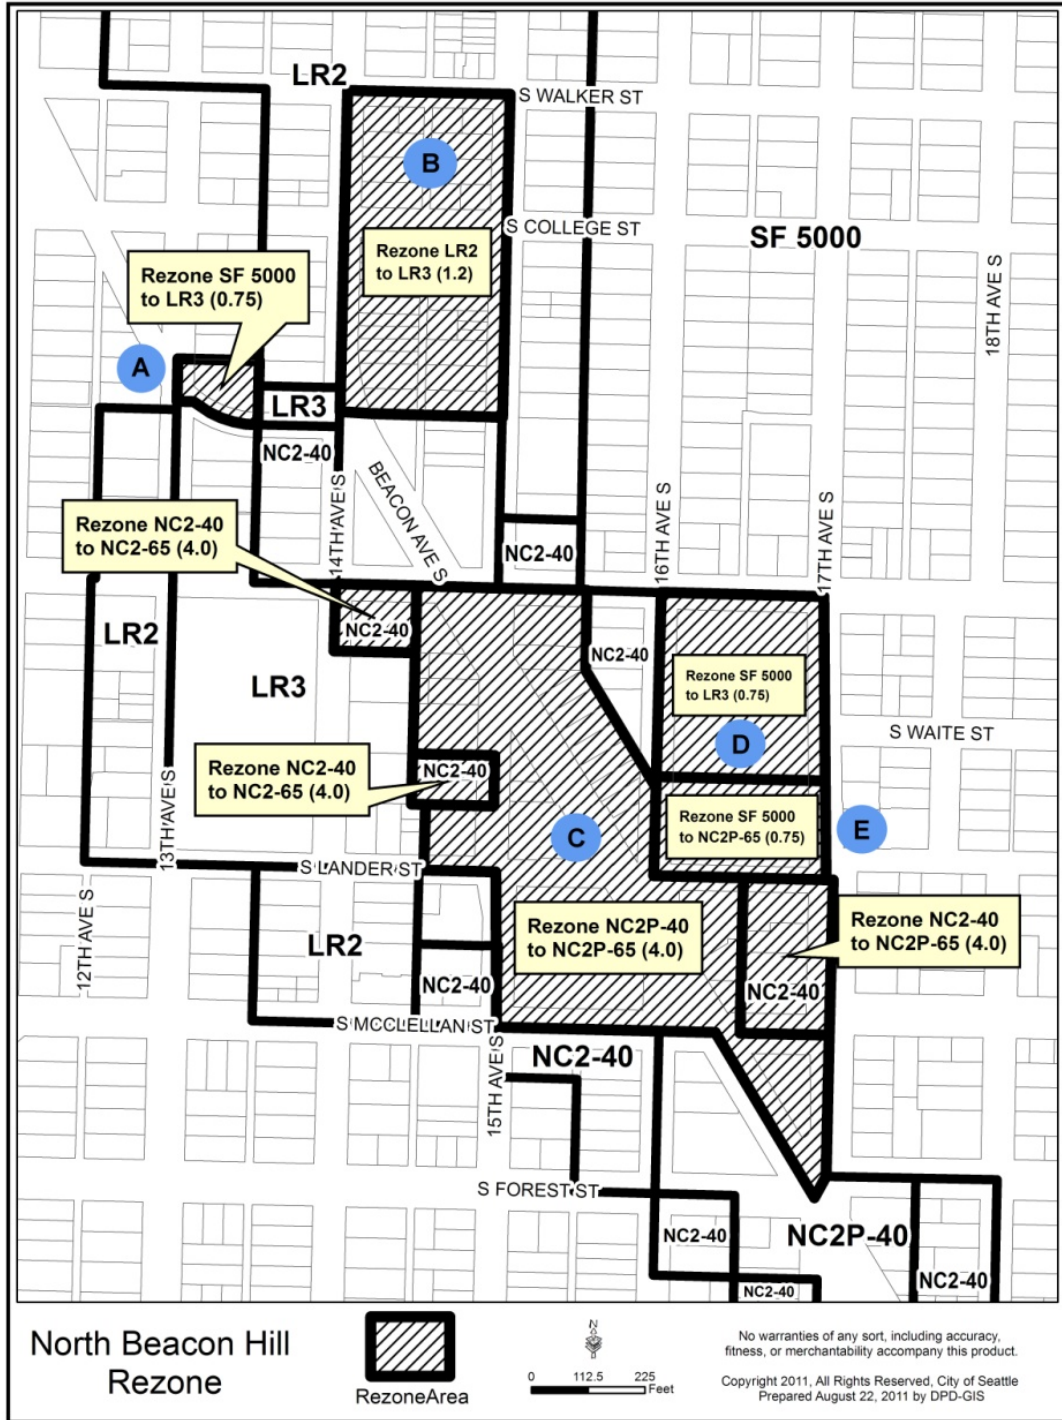 LR2
S WALKER ST
B
S COLLEGE ST
SF 5000
Rezone LR2
to LR3 (1.2)
Rezone SF 5000
to LR3 (0.75)
18TH AVE S
A
LR3
NC2-40
BEACON AVE S
14TH AVE S
16TH AVE S
17TH AVE S
Rezone NC2-40
to NC2-65 (4.0)
NC2-40
NC2-40
LR2
NC2-40
LR3
Rezone SF 5000
to LR3 (0.75)
D
S WAITE ST
NC2-40
Rezone NC2-40
to NC2-65 (4.0)
13TH AVE S
C
Rezone SF 5000
to NC2P-65 (0.75)
E
S LANDER ST
12TH AVE S
LR2
Rezone NC2P-40
to NC2P-65 (4.0)
Rezone NC2-40
to NC2P-65 (4.0)
NC2-40
NC2-40
S MCCLELLAN ST
NC2-40
15TH AVE S
S FOREST ST
NC2-40
NC2P-40
NC2-40
NC2-40
North Beacon Hill
Rezone
RezoneArea
N
0 112.5 225
Feet
No warranties of any sort, including accuracy,
fitness, or merchantability accompany this product.
Copyright 2011, All Rights Reserved, City of Seattle
Prepared August 22, 2011 by DPD-GIS